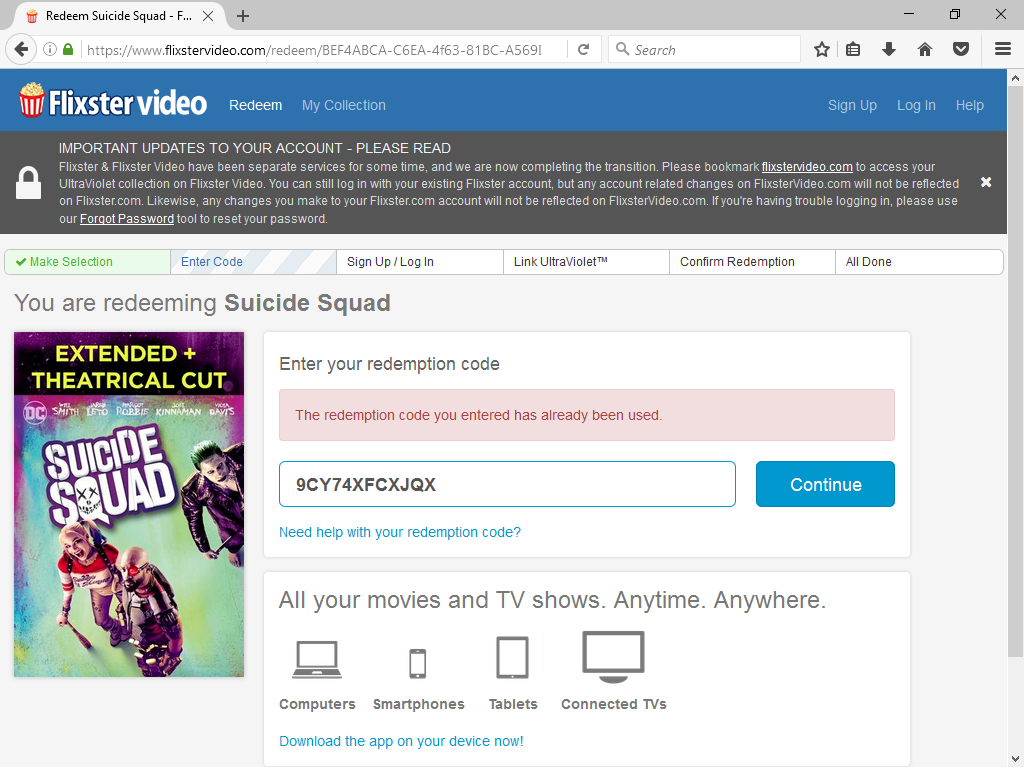 Redeem Suicide Squad - F...
https://www.flixstervideo.com/redeem/BEF4ABCA-C6EA-4f63-81BC-A569
Search
Flixster video
Redeem
My Collection
Sign Up
Log In
Help
IMPORTANT UPDATES TO YOUR ACCOUNT - PLEASE READ
Flixster & Flixster Video have been separate services for some time, and we are now completing the transition. Please bookmark flixstervideo.com to access your
UltraViolet collection on Flixster Video. You can still log in with your existing Flixster account, but any account related changes on FlixsterVideo.com will not be reflected
on Flixster.com. Likewise, any changes you make to your Flixster.com account will not be reflected on FlixsterVideo.com. If you're having trouble logging in, please use
our Forgot Password tool to reset your password.
Make Selection
Enter Code
Sign Up / Log In
Link UltraViolet™
Confirm Redemption
All Done
You are redeeming Suicide Squad
EXTENDED +
THEATRICAL CUT
DC
WILL SMITH
JARED LETO
MARGOT ROBBIE
JOEL KINNAMAN
VIOLA DAVIS
SUICIDE
SQUAD
Enter your redemption code
The redemption code you entered has already been used.
9CY74XFCXJQX
Continue
Need help with your redemption code?
All your movies and TV shows. Anytime. Anywhere.
Computers
Smartphones
Tablets
Connected TVs
Download the app on your device now!